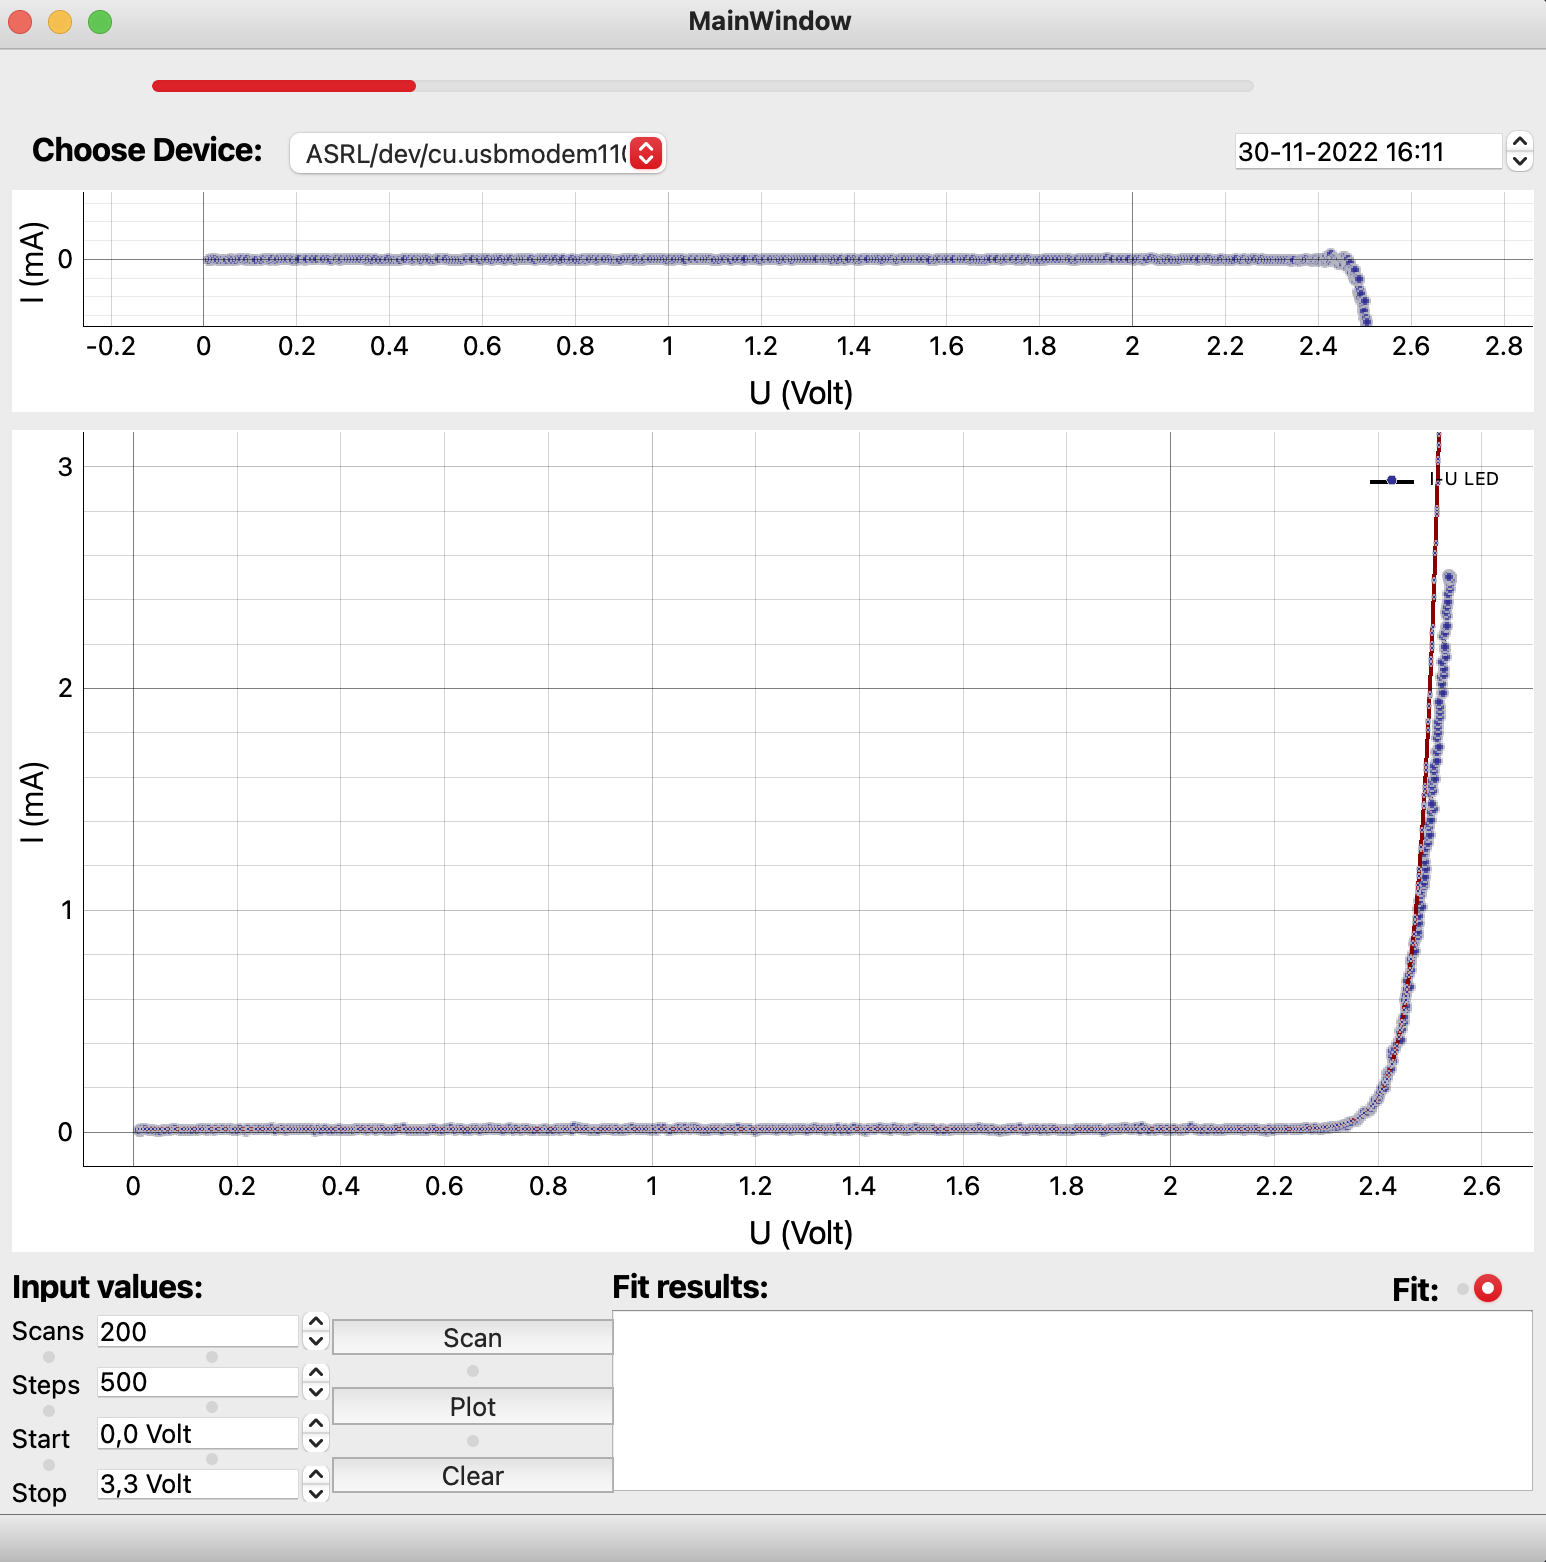 MainWindow
Choose Device: ASRL/dev/cu.usbmodem11 30-11-2022 16:11
I (mA)
0
-0.2 0 0.2 0.4 0.6 0.8 1 1.2 1.4 1.6 1.8 2 2.2 2.4 2.6 2.8
U (Volt)
3
I-U LED
2
I (mA)
1
0
0 0.2 0.4 0.6 0.8 1 1.2 1.4 1.6 1.8 2 2.2 2.4 2.6
U (Volt)
Input values: Fit results: Fit:
Scans 200 Scan
Steps 500 Plot
Start 0,0 Volt
Stop 3,3 Volt Clear